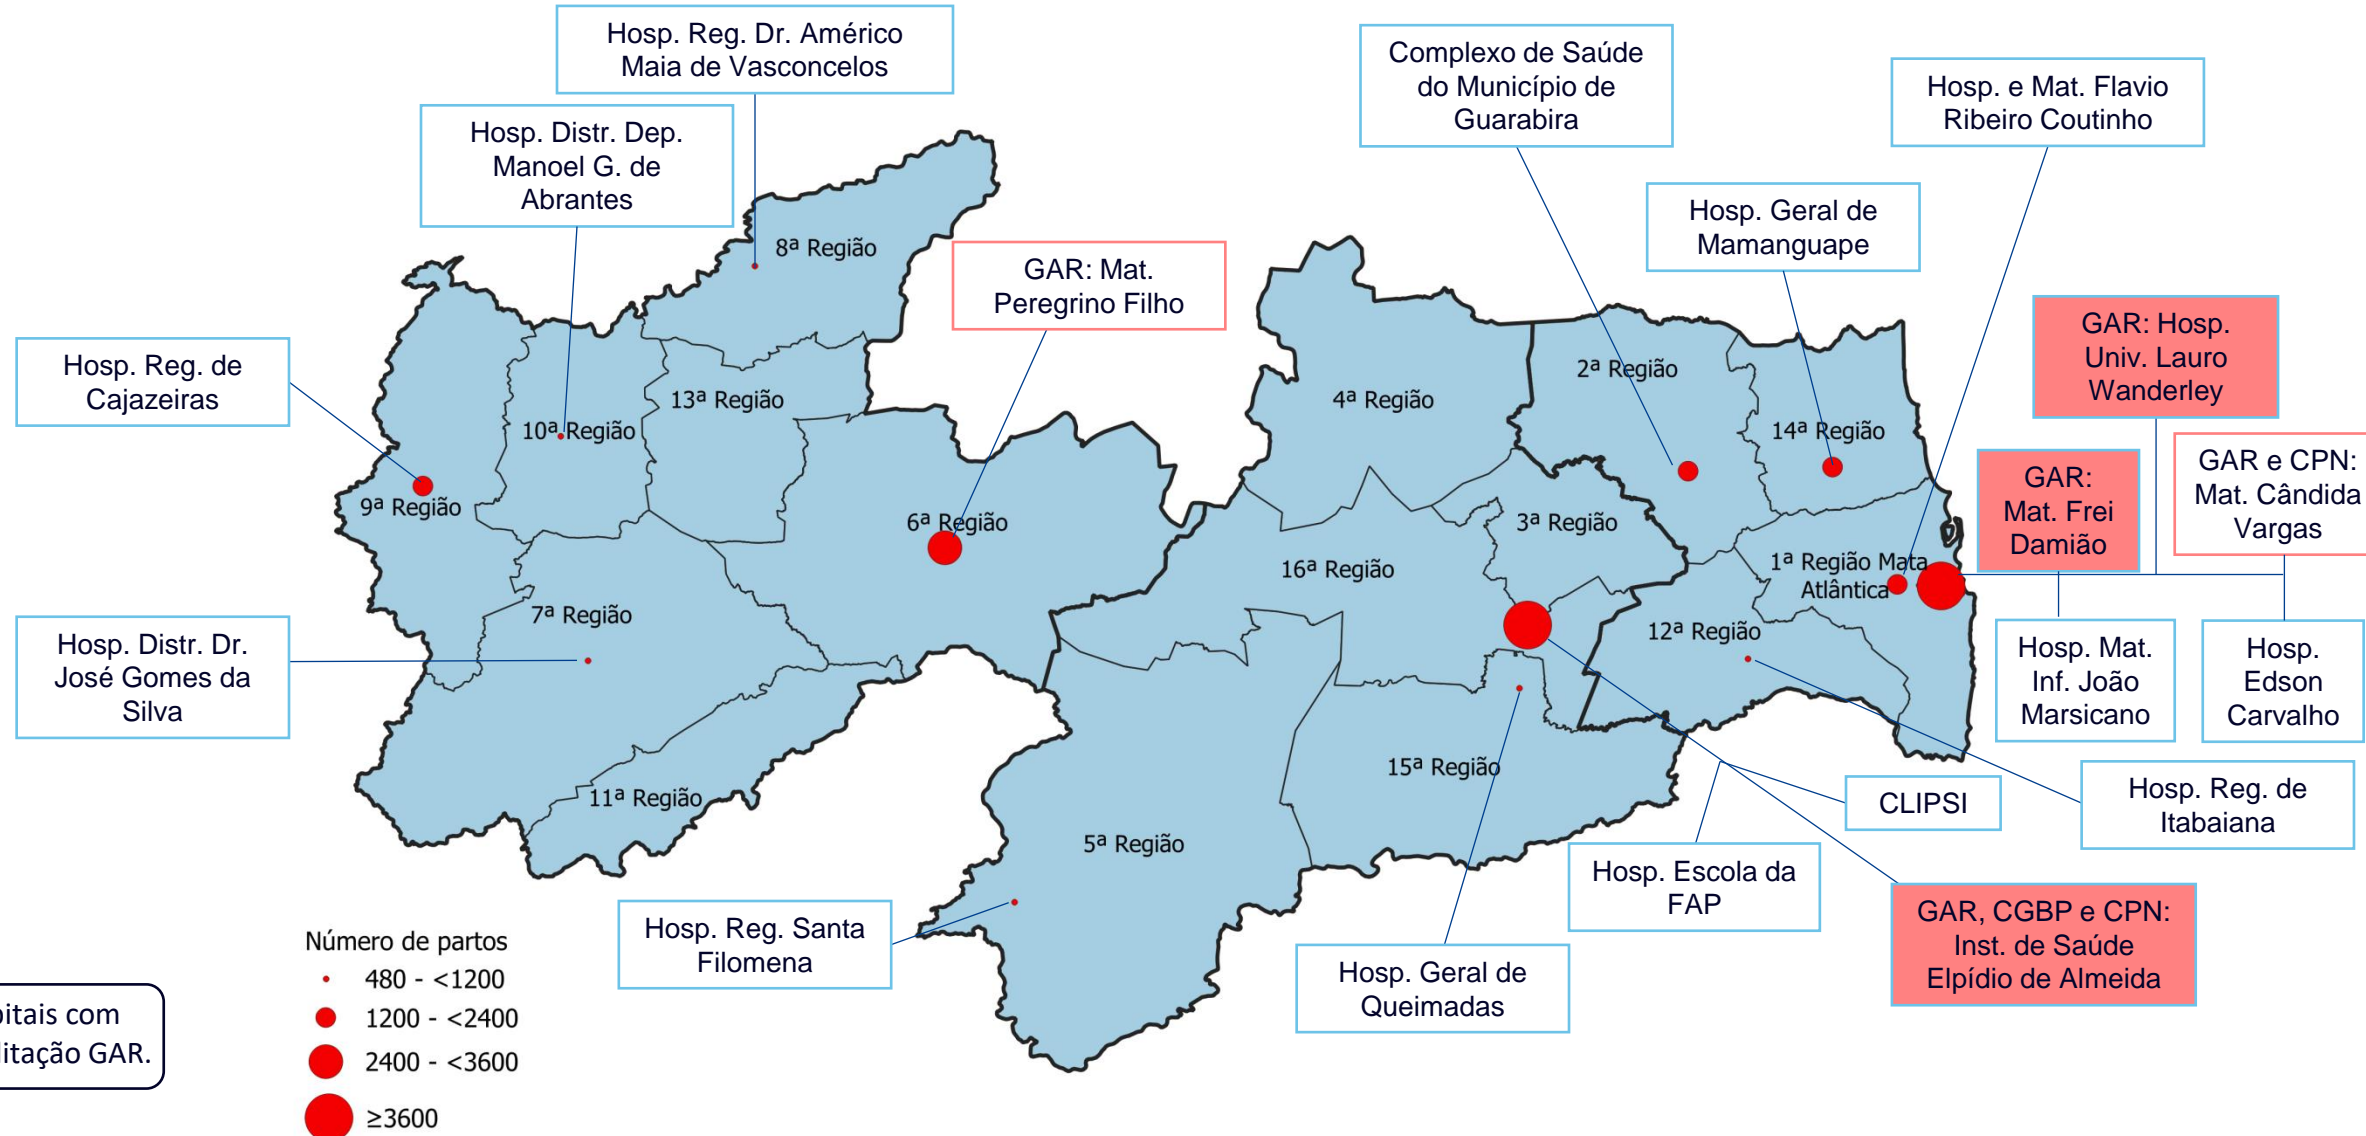 Hosp. Reg. Dr. Américo
Maia de Vasconcelos
Hosp. Distr. Dep.
Manoel G. de
Abrantes
Complexo de Saúde
do Município de
Guarabira
Hosp. e Mat. Flavio
Ribeiro Coutinho
Hosp. Geral de
Mamanguape
GAR: Mat.
Peregrino Filho
Hosp. Reg. de
Cajazeiras
GAR: Hosp.
Univ. Lauro
Wanderley
GAR:
Mat. Frei
Damião
GAR e CPN:
Mat. Cândida
Vargas
8ª Região
13ª Região
10ª Região
9ª Região
6ª Região
7ª Região
11ª Região
4ª Região
2ª Região
14ª Região
3ª Região
16ª Região
1ª Região Mata
Atlântica
12ª Região
15ª Região
5ª Região
Hosp. Distr. Dr.
José Gomes da
Silva
Hosp. Mat.
Inf. João
Marsicano
Hosp.
Edson
Carvalho
CLIPSI
Hosp. Reg. de
Itabaiana
Hosp. Escola da
FAP
GAR, CGBP e CPN:
Inst. de Saúde
Elpídio de Almeida
Hosp. Reg. Santa
Filomena
Hosp. Geral de
Queimadas
Número de partos
480 - <1200
1200 - <2400
2400 - <3600
≥3600
pitais com
litação GAR.